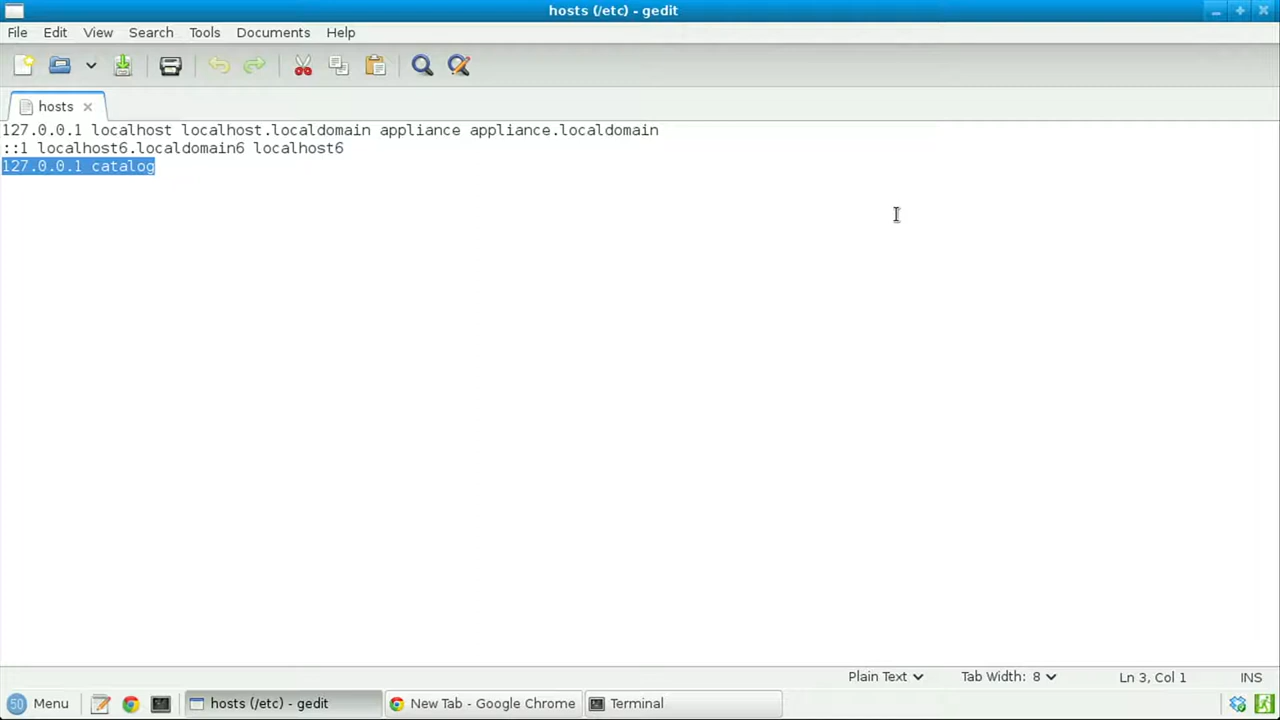 hosts (/etc) - gedit
File Edit View Search Tools Documents Help
hosts
127.0.0.1 localhost localhost.localdomain appliance appliance.localdomain
::1 localhost6.localdomain6 localhost6
127.0.0.1 catalog
Plain Text Tab Width: 8 Ln 3, Col 1 INS
50 Menu hosts (/etc) - gedit New Tab - Google Chrome Terminal